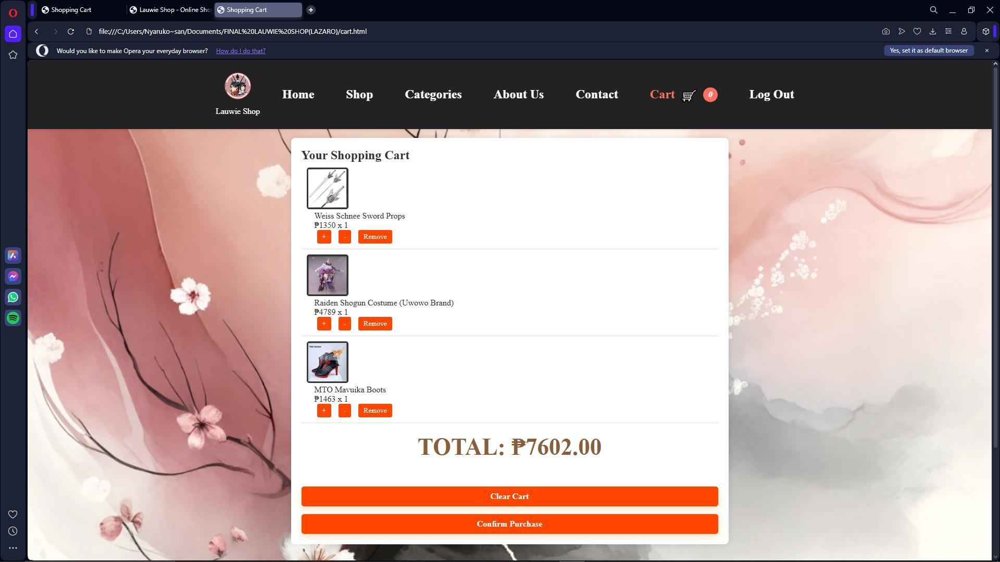 Shopping Cart
Lauwie Shop - Online Sho
Shopping Cart
file:///C:/Users/Nyaruko~san/Documents/FINAL%20LAUWIE%20SHOP(LAZARO)/cart.html
Would you like to make Opera your everyday browser? How do I do that?
Yes, set it as default browser
Lauwie Shop
Home
Shop
Categories
About Us
Contact
Cart 0
Log Out
Your Shopping Cart
Weiss Schnee Sword Props
₱1350 x 1
+ - Remove
Raiden Shogun Costume (Uwowo Brand)
₱4789 x 1
+ - Remove
MTO Mavuika Boots
₱1463 x 1
+ - Remove
TOTAL: ₱7602.00
Clear Cart
Confirm Purchase